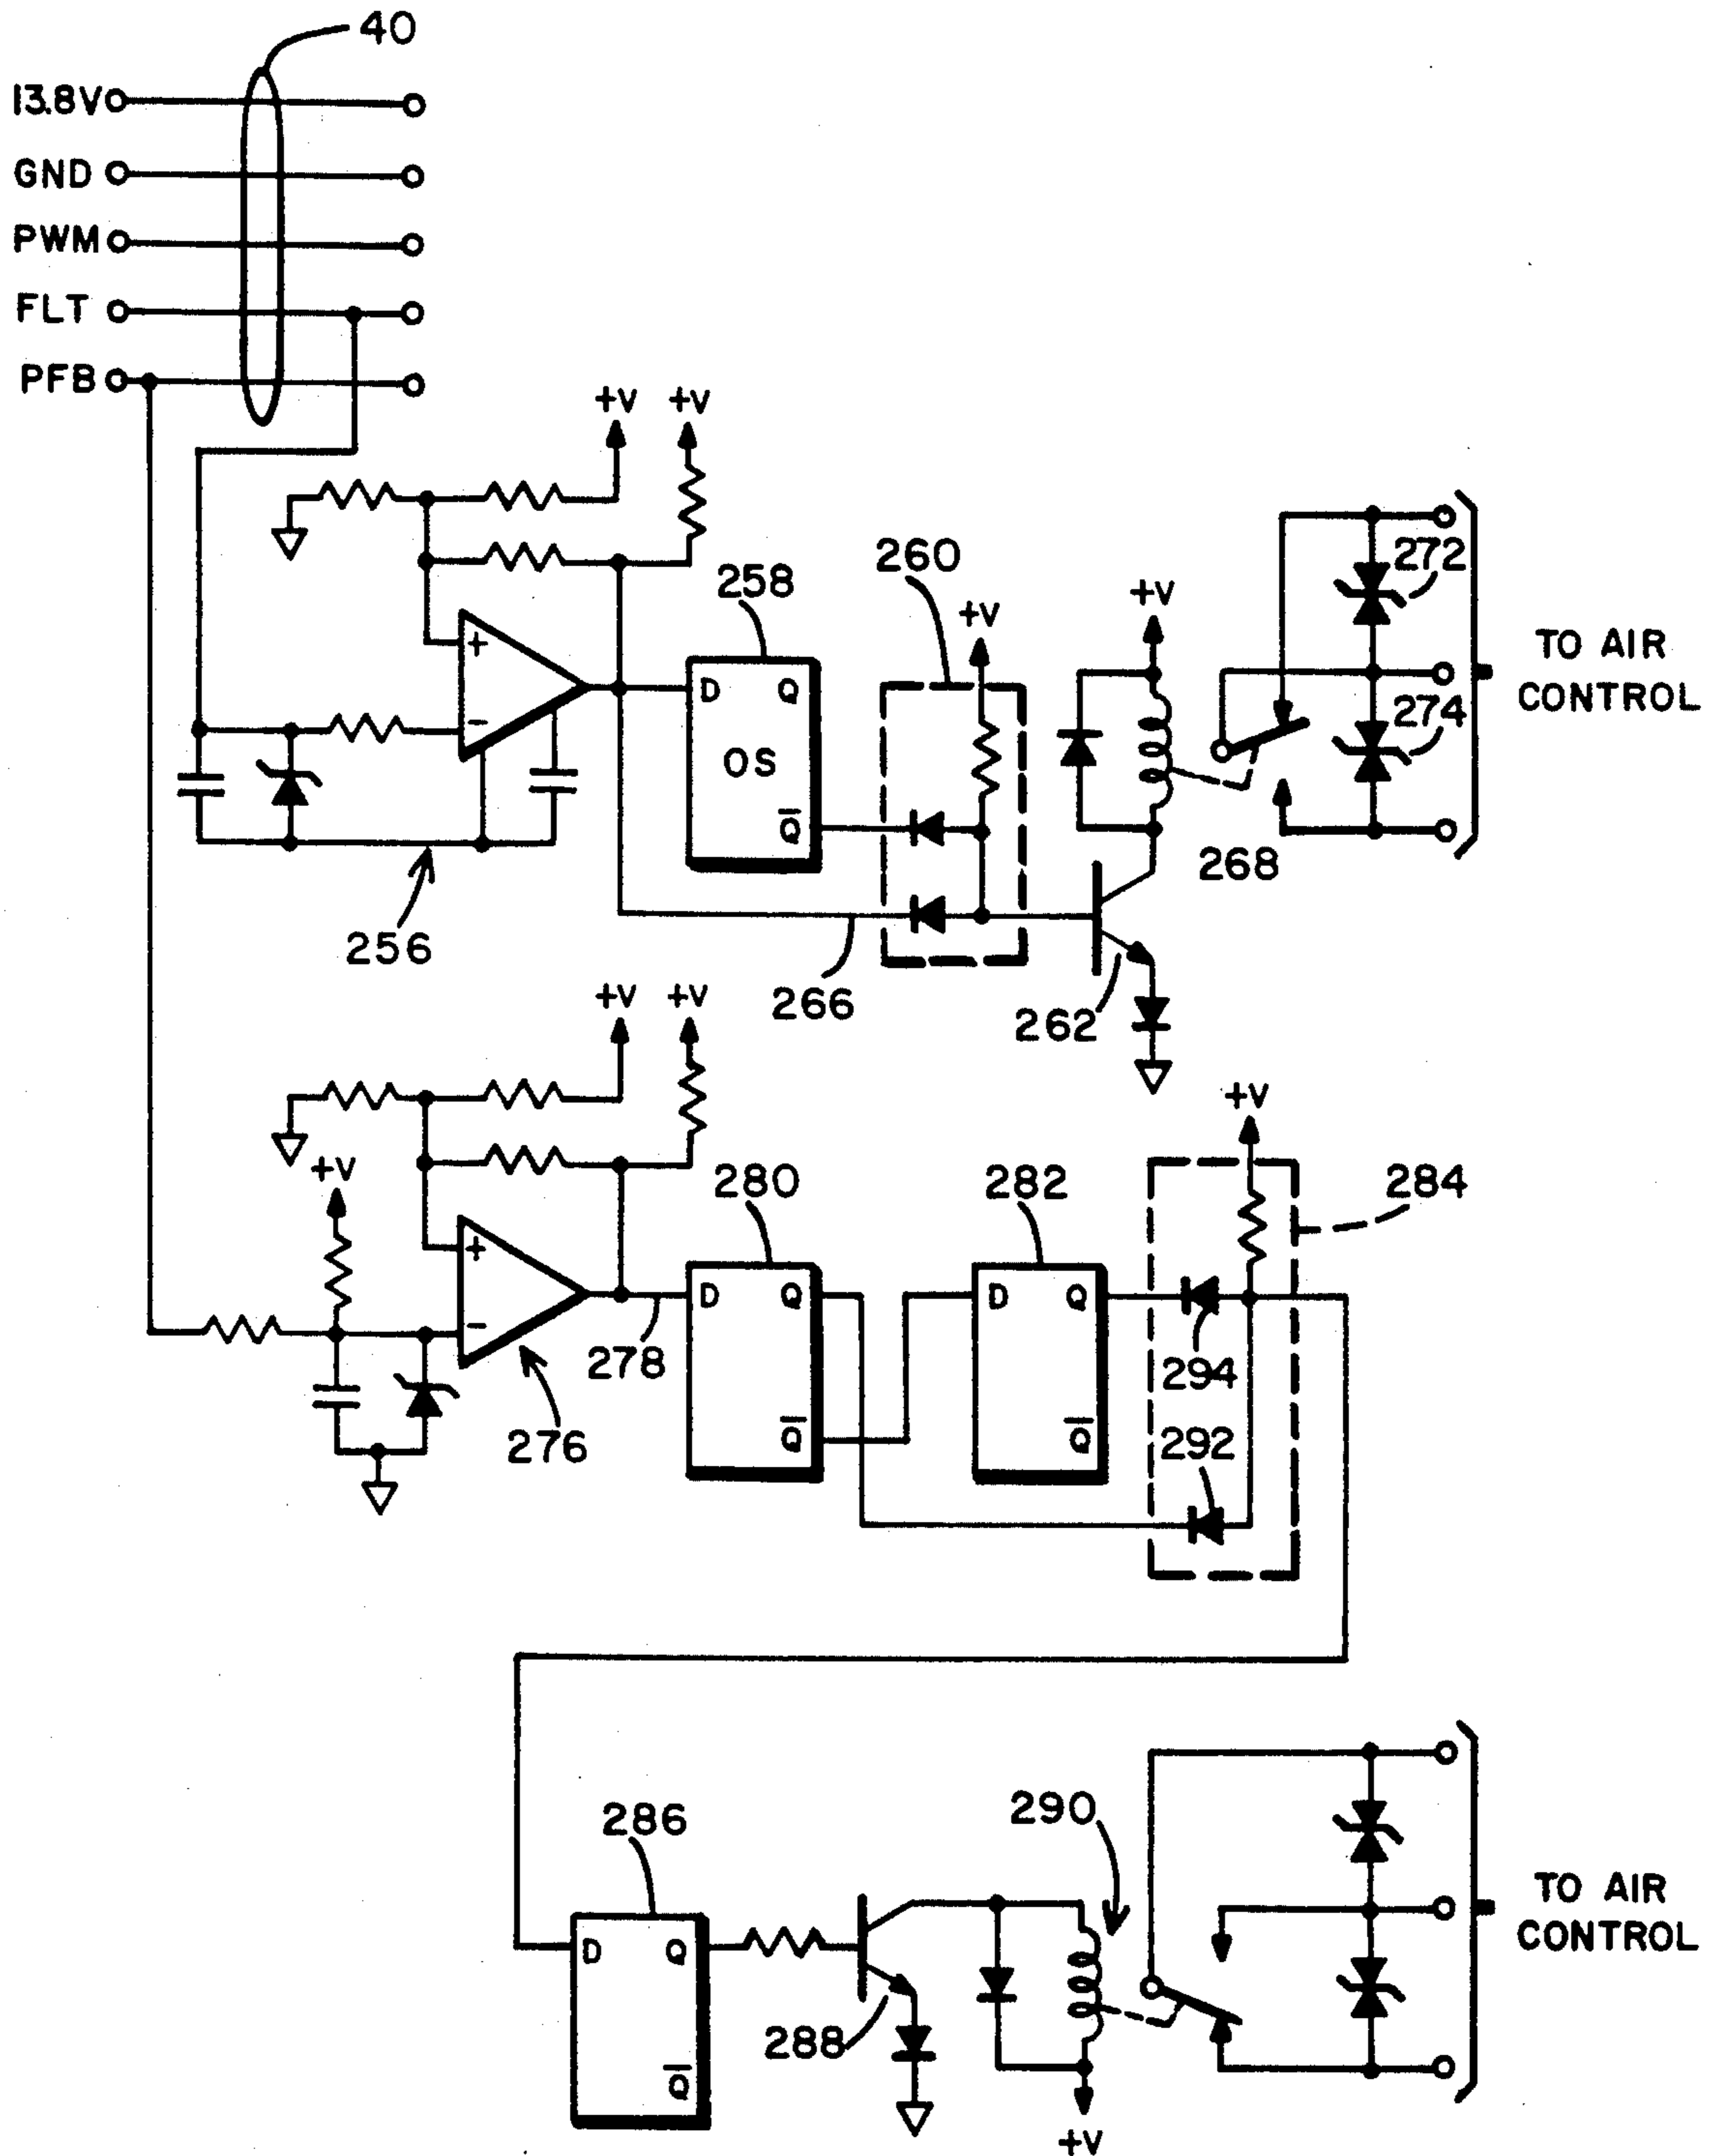 40
13.8V
GND
PWM
FLT
PFB
+V +V
258
260
+V
+V
272
274
TO AIR
CONTROL
+
-
D Q
OS
Q̅
268
256
266
262
+V +V
+V
+V
280
282
284
+
-
D Q
Q̅
D Q
Q̅
278
276
294
292
286
290
D Q
Q̅
288
+V
TO AIR
CONTROL